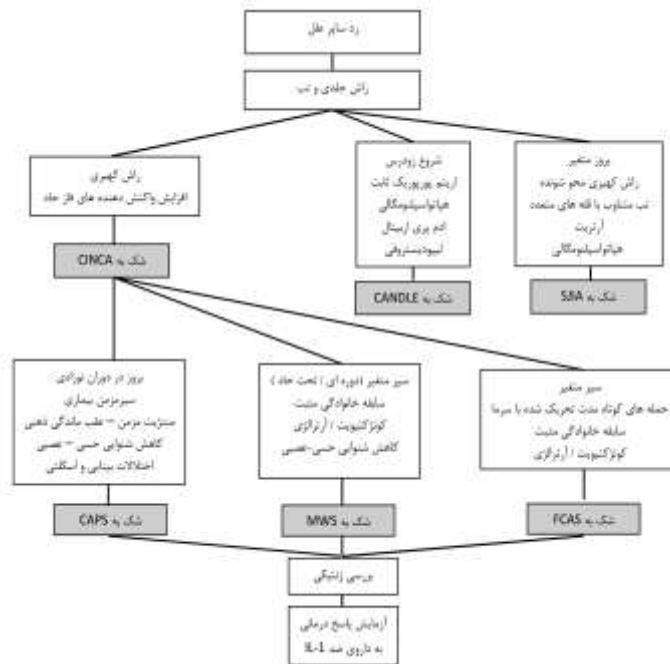 رد سایر علل
راش جلدی و تب
راش کهیری
افزایش واکنش دهنده های فاز حاد
شک به CINCA
شروع زودرس
اریتم پورپوریک ثابت
هپاتواسپلنومگالی
ادم پری اربیتال
لیپودیستروفی
شک به CANDLE
بروز متغیر
راش کهیری محو شونده
تب متناوب با قله های متعدد
آرتریت
هپاتواسپلنومگالی
شک به SJIA
بروز در دوران نوزادی
سیرمزمن بیماری
مننژیت مزمن – عقب ماندگی ذهنی
کاهش شنوایی حسی – عصبی
اختلالات بینایی و اسکلتی
شک به CAPS
سیر متغیر (دوره ای / تحت حاد)
سابقه خانوادگی مثبت
کونژکتیویت / آرترالژی
کاهش شنوایی حسی-عصبی
شک به MWS
سیر متغیر
حمله های کوتاه مدت تحریک شده با سرما
سابقه خانوادگی مثبت
کونژکتیویت / آرترالژی
شک به FCAS
بررسی ژنتیکی
آزمایش پاسخ درمانی
به داروی ضد IL-1